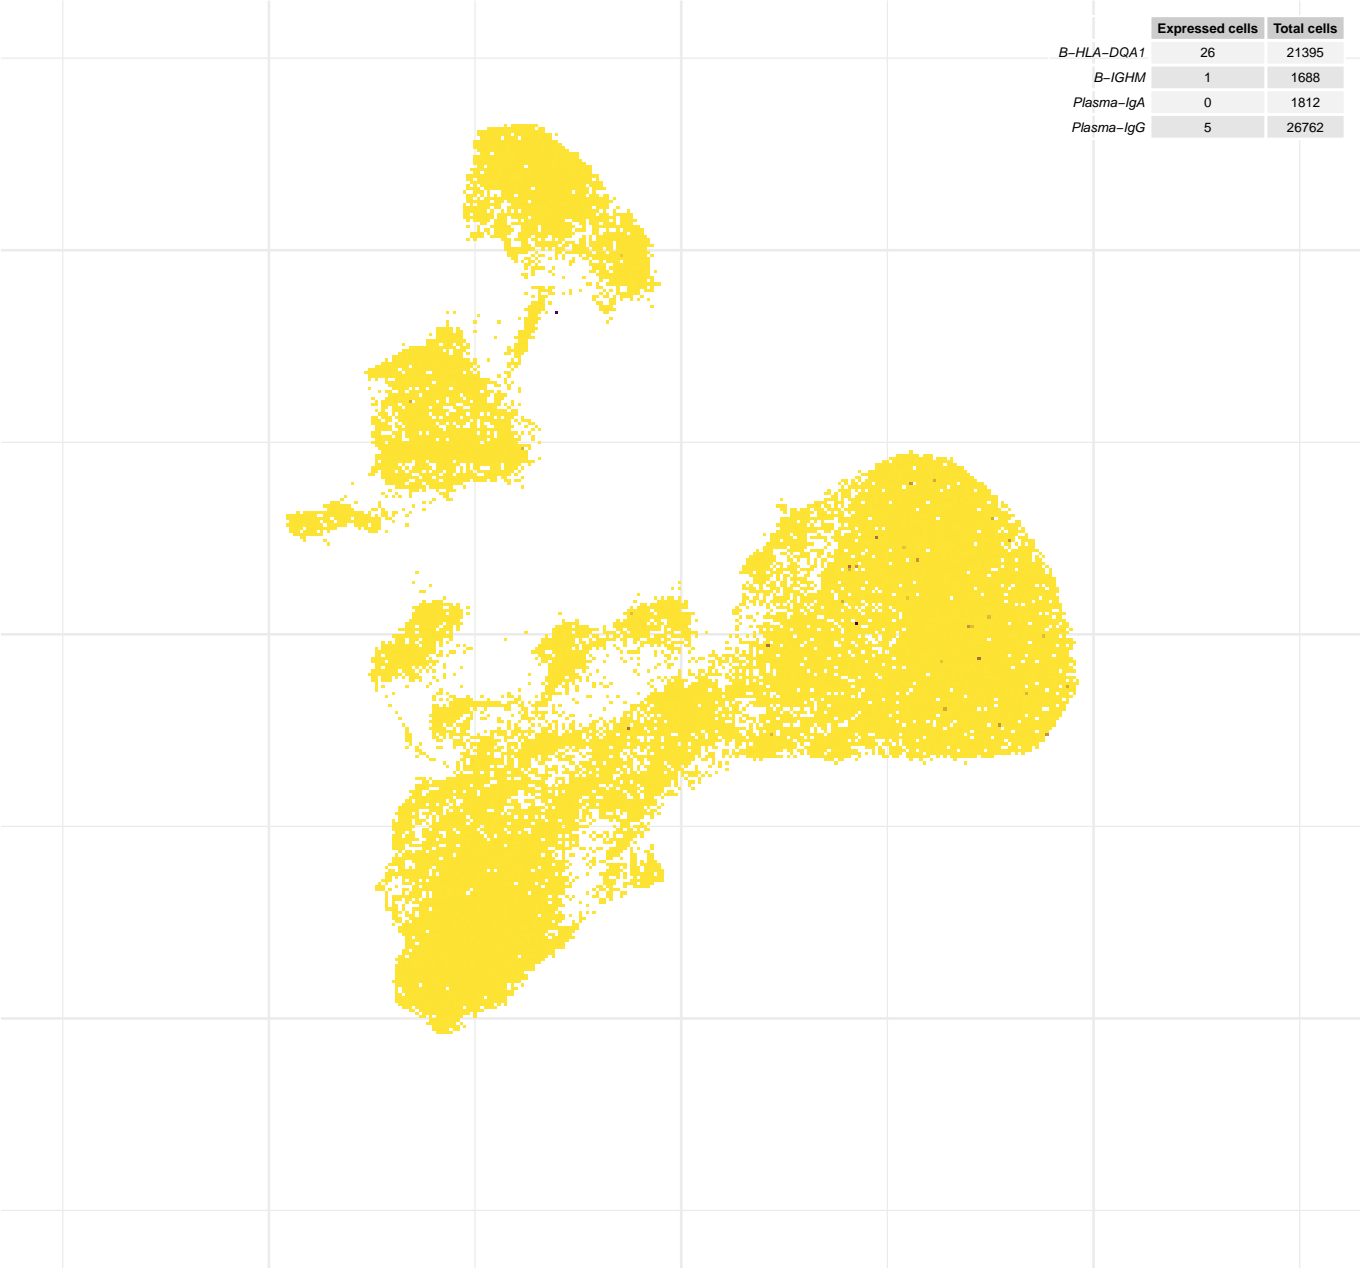 Expressed cells Total cells
B–HLA–DQA1 26 21395
B–IGHM 1 1688
Plasma–IgA 0 1812
Plasma–IgG 5 26762